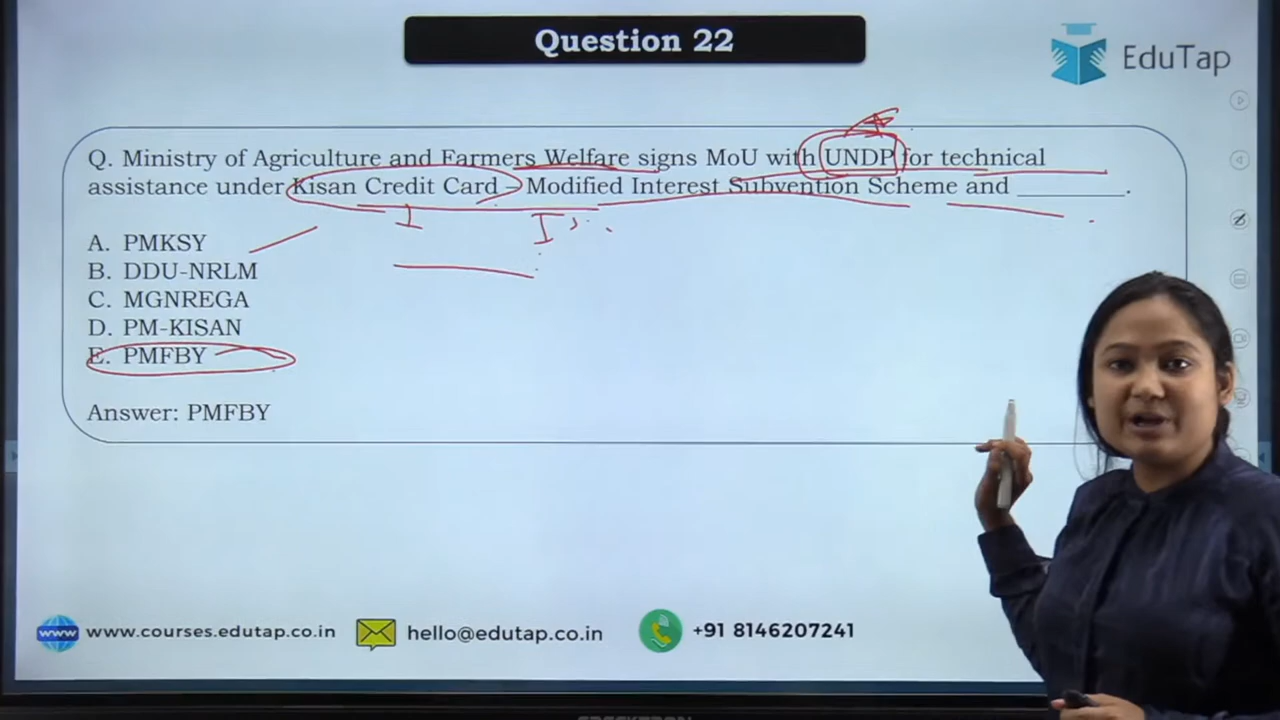 Question 22
EduTap
Q. Ministry of Agriculture and Farmers Welfare signs MoU with UNDP for technical
assistance under Kisan Credit Card – Modified Interest Subvention Scheme and ________.
A. PMKSY
B. DDU-NRLM
C. MGNREGA
D. PM-KISAN
E. PMFBY
Answer: PMFBY
www www.courses.edutap.co.in hello@edutap.co.in +91 8146207241